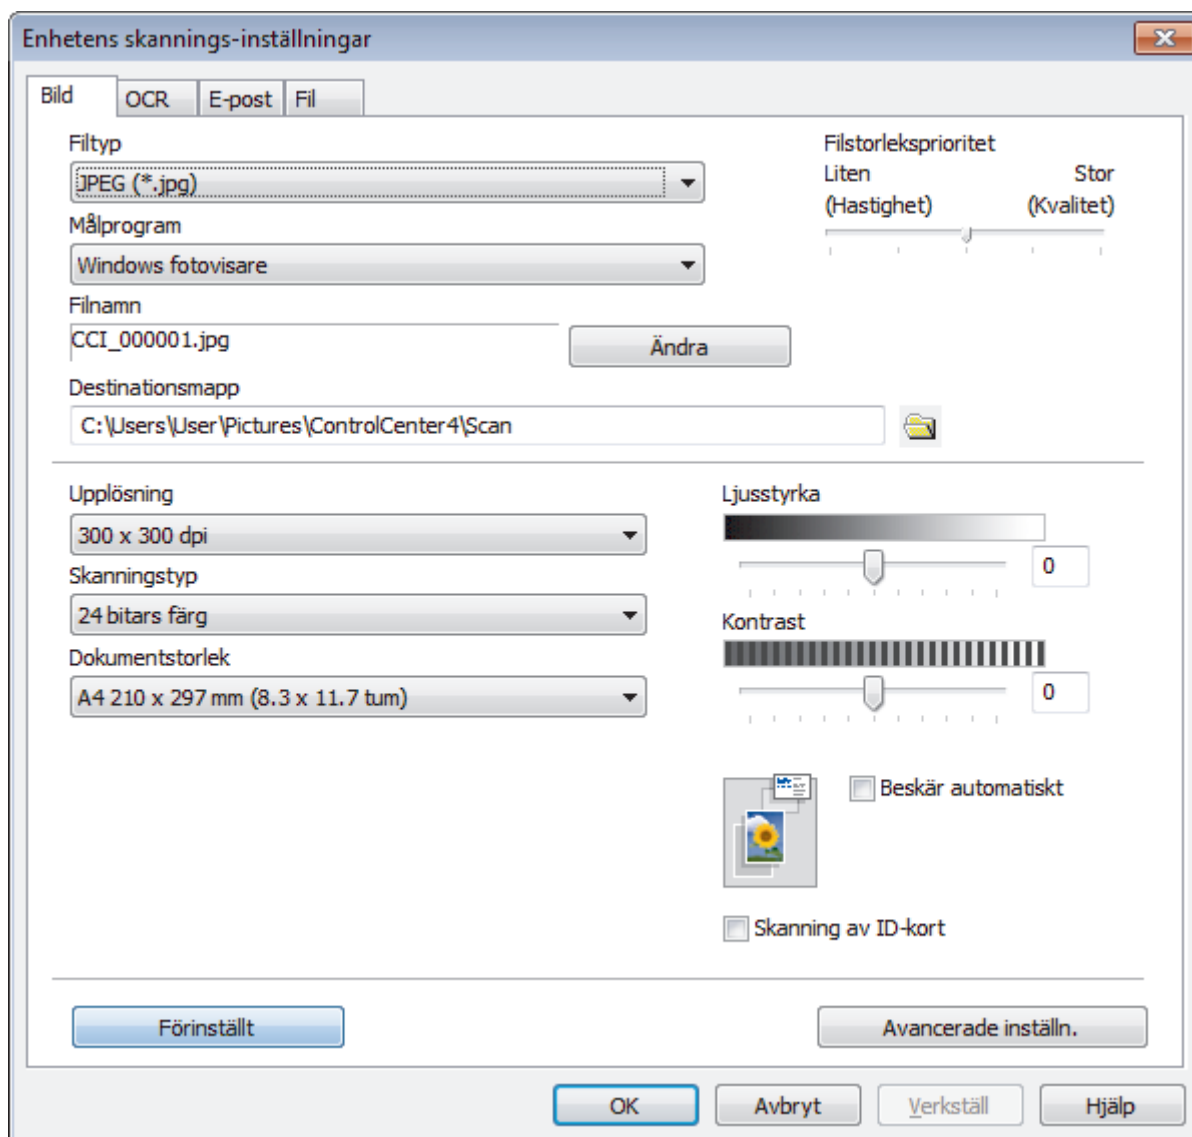 Enhetens skannings-inställningar
Bild OCR E-post Fil
Filtyp
JPEG (*.jpg)
Målprogram
Windows fotovisare
Filnamn
CCI_000001.jpg
Ändra
Destinationsmapp
C:\Users\User\Pictures\ControlCenter4\Scan
Filstorleksprioritet
Liten Stor
(Hastighet) (Kvalitet)
Upplösning
300 x 300 dpi
Skanningstyp
24 bitars färg
Dokumentstorlek
A4 210 x 297 mm (8.3 x 11.7 tum)
Ljusstyrka
0
Kontrast
0
Beskär automatiskt
Skanning av ID-kort
Förinställt
Avancerade inställn.
OK Avbryt Verkställ Hjälp